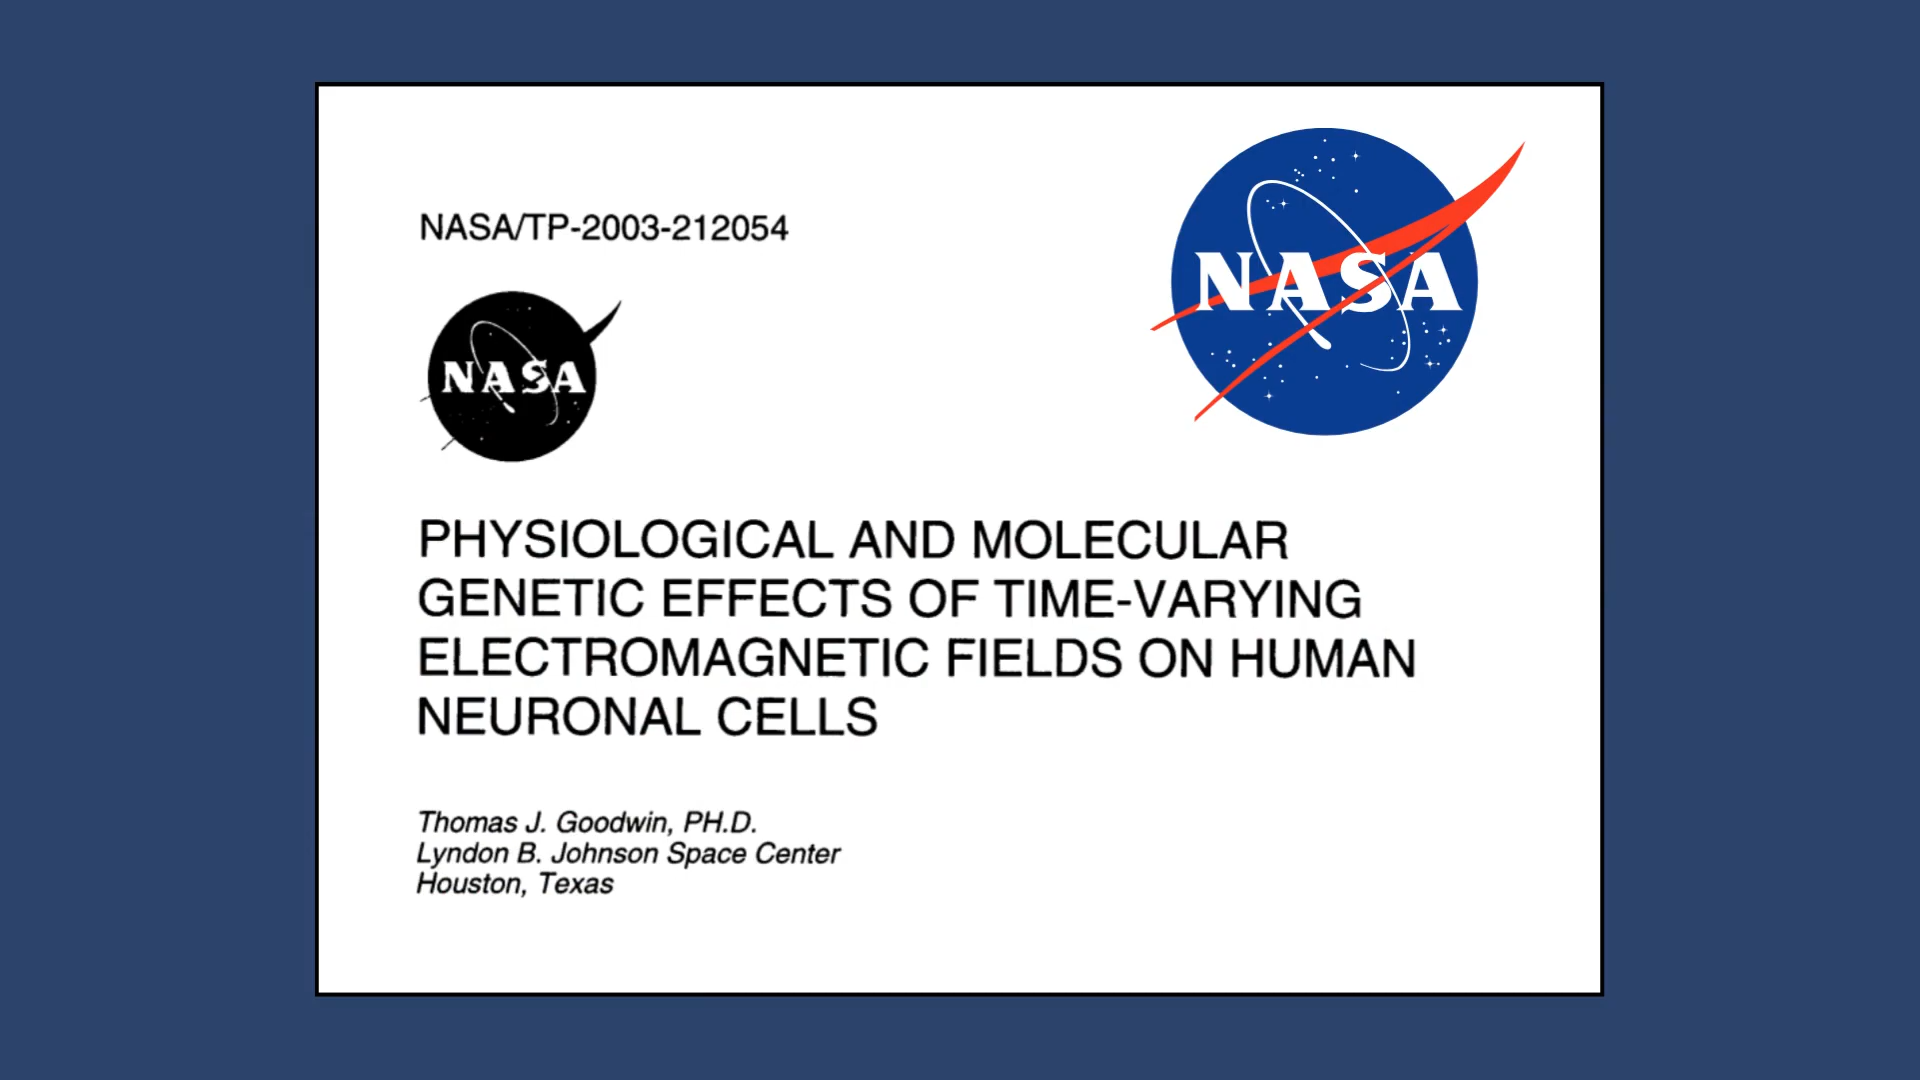 NASA/TP-2003-212054
NASA
NASA
PHYSIOLOGICAL AND MOLECULAR
GENETIC EFFECTS OF TIME-VARYING
ELECTROMAGNETIC FIELDS ON HUMAN
NEURONAL CELLS
Thomas J. Goodwin, PH.D.
Lyndon B. Johnson Space Center
Houston, Texas